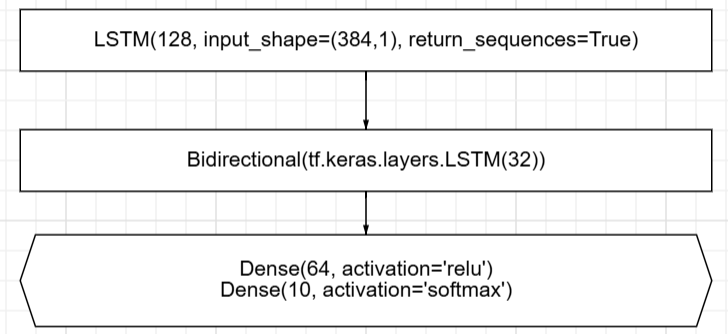 LSTM(128, input_shape=(384,1), return_sequences=True)
Bidirectional(tf.keras.layers.LSTM(32))
Dense(64, activation='relu')
Dense(10, activation='softmax')